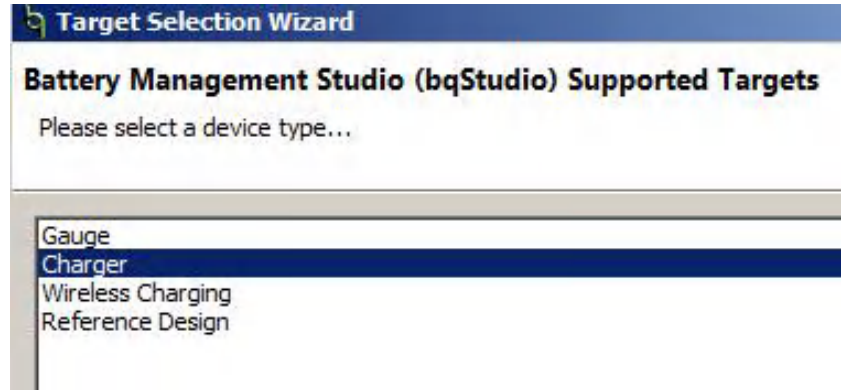 Target Selection Wizard
Battery Management Studio (bqStudio) Supported Targets
Please select a device type...
Gauge
Charger
Wireless Charging
Reference Design